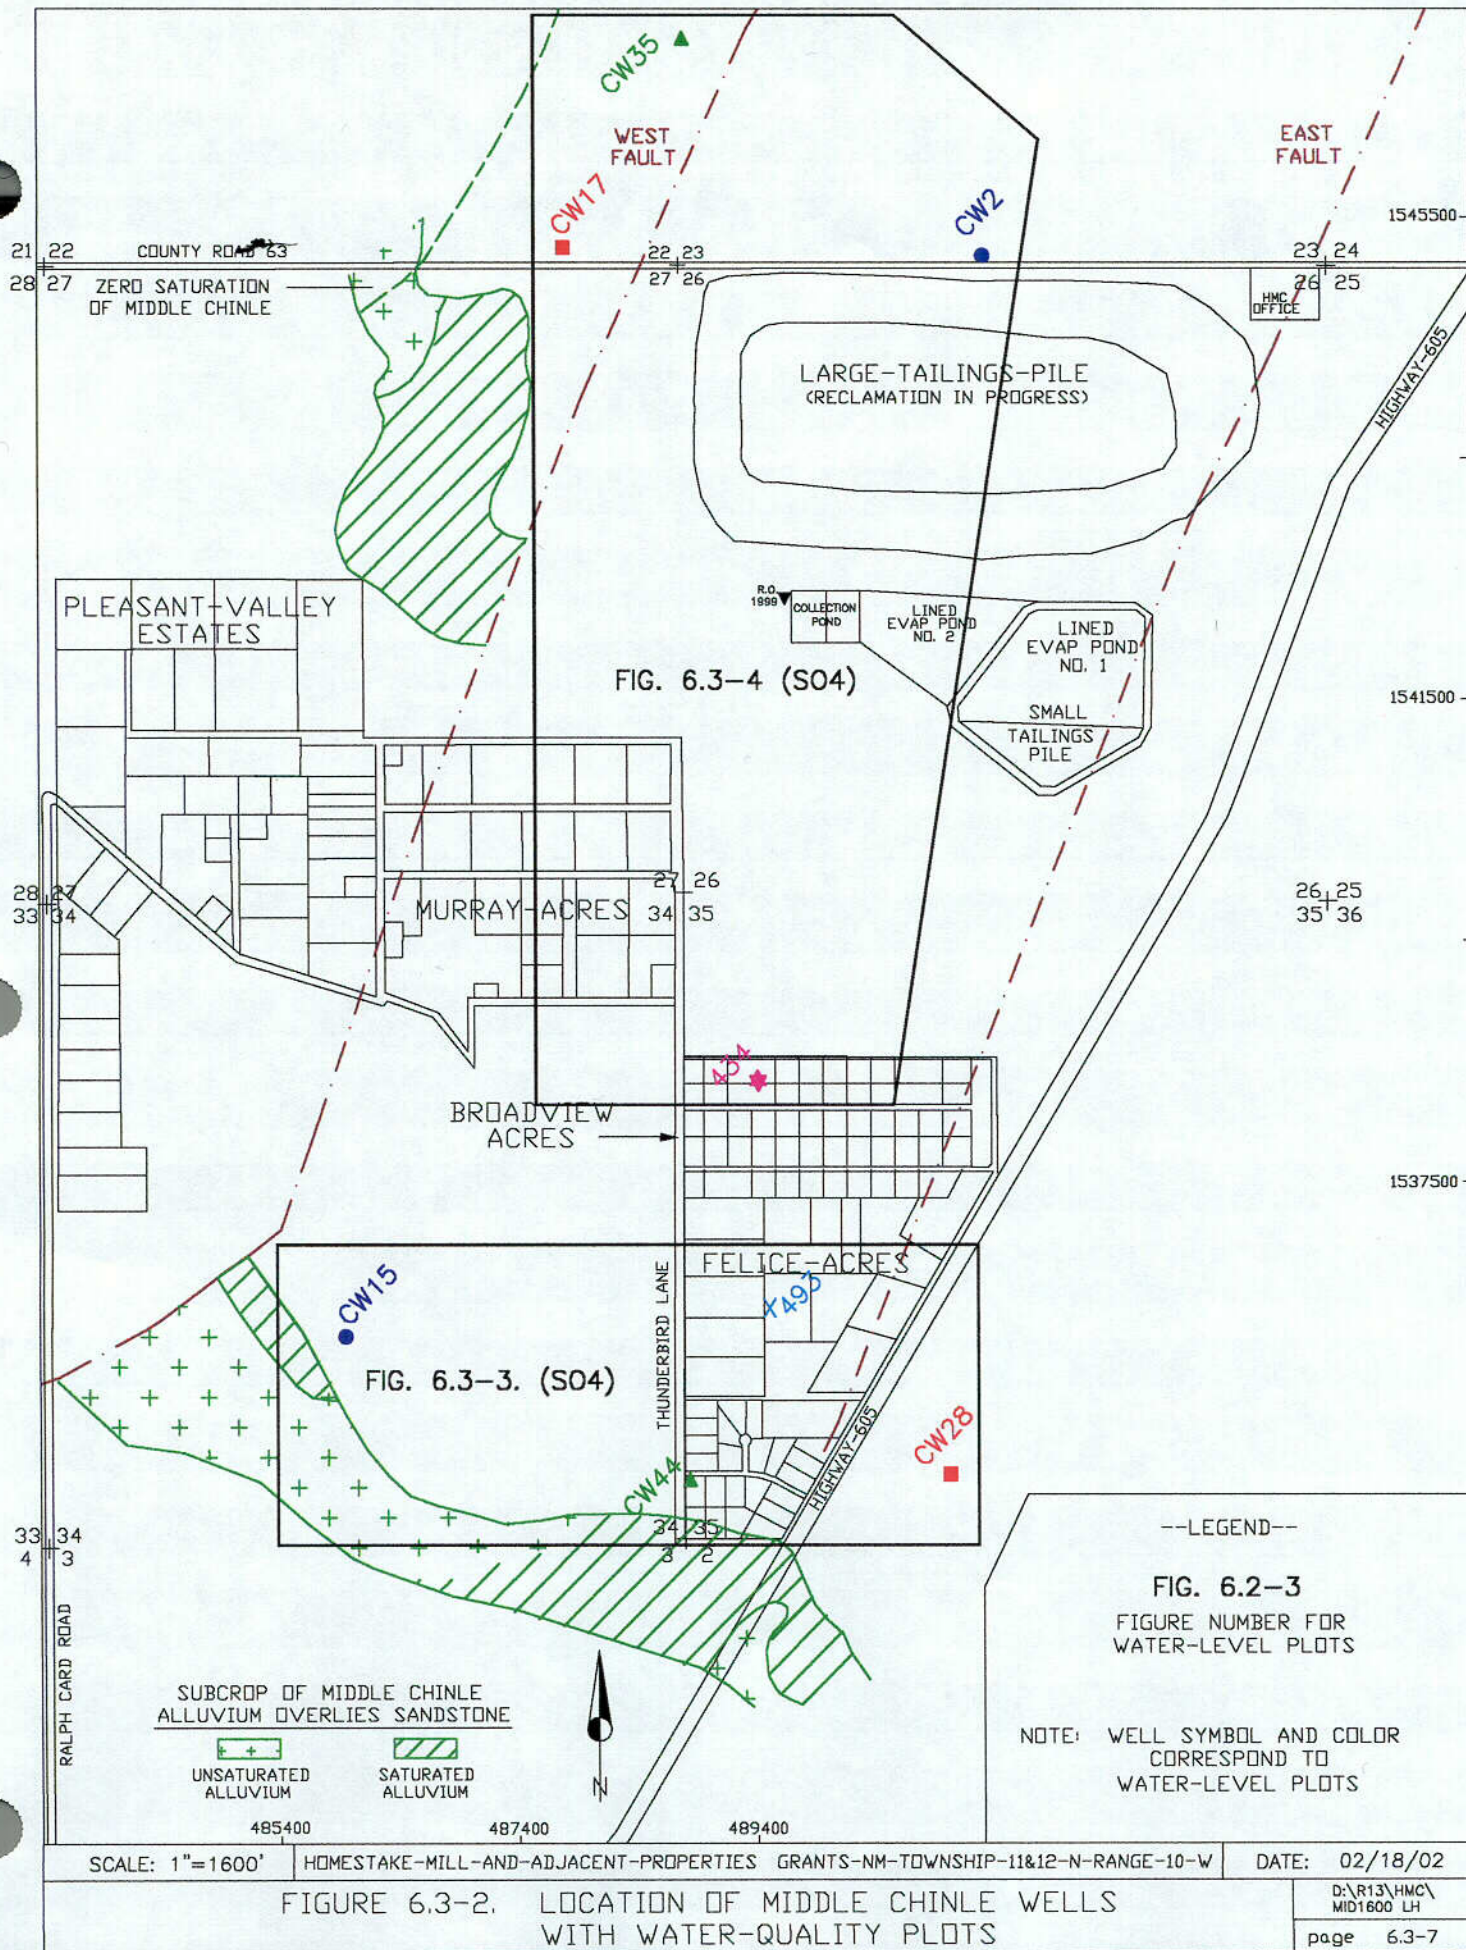 CW35
WEST
FAULT
EAST
FAULT
CW17
CW2
1545500
21 22
28 27
COUNTY ROAD 63
22 23
27 26
23 24
26 25
ZERO SATURATION
OF MIDDLE CHINLE
HMC
OFFICE
HIGHWAY-605
LARGE-TAILINGS-PILE
(RECLAMATION IN PROGRESS)
PLEASANT-VALLEY
ESTATES
R.O.
1999
COLLECTION
POND
LINED
EVAP POND
NO. 2
LINED
EVAP POND
NO. 1
FIG. 6.3-4 (SO4)
1541500
SMALL
TAILINGS
PILE
28 27
33 34
27 26
34 35
26 25
35 36
MURRAY-ACRES
434
BROADVIEW
ACRES
1537500
FELICE-ACRES
CW15
493
THUNDERBIRD LANE
FIG. 6.3-3. (SO4)
CW28
HIGHWAY-605
CW44
33 34
4 3
34 35
3 2
--LEGEND--
FIG. 6.2-3
FIGURE NUMBER FOR
WATER-LEVEL PLOTS
RALPH CARD ROAD
SUBCROP OF MIDDLE CHINLE
ALLUVIUM OVERLIES SANDSTONE
UNSATURATED
ALLUVIUM
SATURATED
ALLUVIUM
N
NOTE: WELL SYMBOL AND COLOR
CORRESPOND TO
WATER-LEVEL PLOTS
485400
487400
489400
SCALE: 1"=1600'
HOMESTAKE-MILL-AND-ADJACENT-PROPERTIES GRANTS-NM-TOWNSHIP-11&12-N-RANGE-10-W
DATE: 02/18/02
FIGURE 6.3-2. LOCATION OF MIDDLE CHINLE WELLS
WITH WATER-QUALITY PLOTS
D:\R13\HMC\
MID1600 LH
page 6.3-7